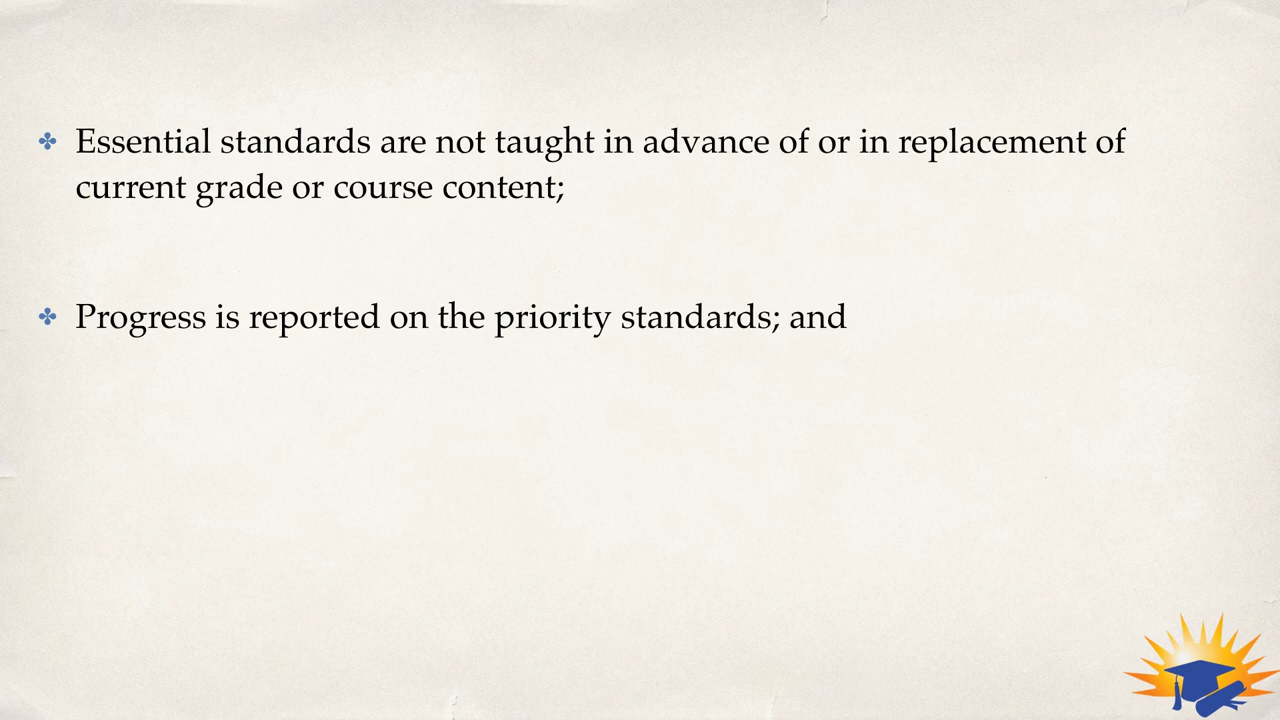 Essential standards are not taught in advance of or in replacement of
current grade or course content;
Progress is reported on the priority standards; and